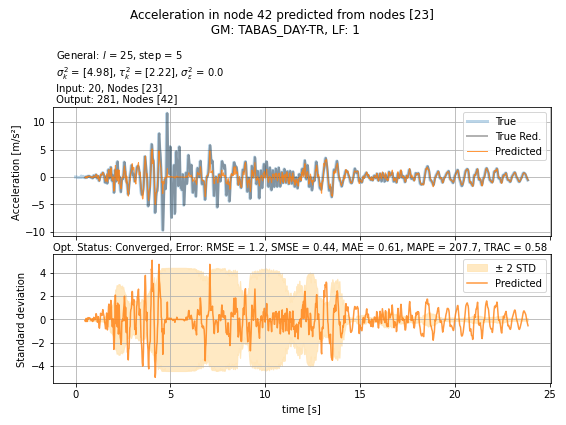 Acceleration in node 42 predicted from nodes [23]
GM: TABAS_DAY-TR, LF: 1
General: l = 25, step = 5
σ²ₖ = [4.98], τ²ₖ = [2.22], σ²ε = 0.0
Input: 20, Nodes [23]
Output: 281, Nodes [42]
Acceleration [m/s²]
10
5
0
−5
−10
True
True Red.
Predicted
Opt. Status: Converged, Error: RMSE = 1.2, SMSE = 0.44, MAE = 0.61, MAPE = 207.7, TRAC = 0.58
Standard deviation
4
2
0
−2
−4
± 2 STD
Predicted
0 5 10 15 20 25
time [s]